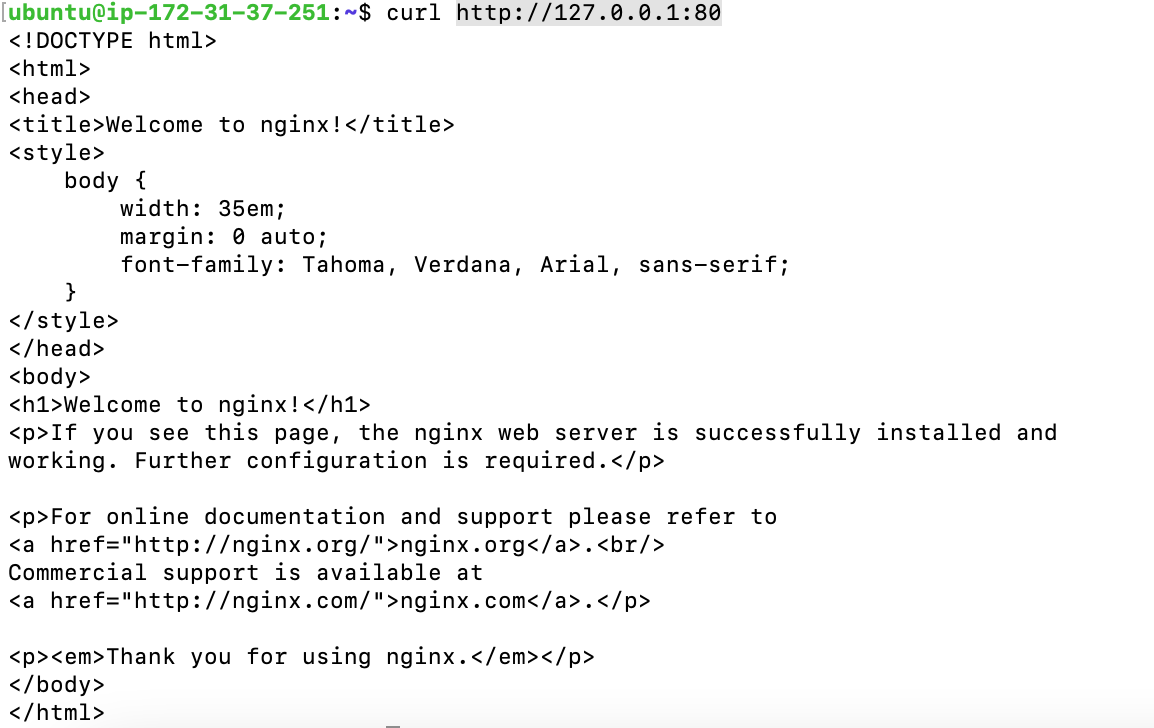 ubuntu@ip-172-31-37-251:~$ curl http://127.0.0.1:80
<!DOCTYPE html>
<html>
<head>
<title>Welcome to nginx!</title>
<style>
    body {
        width: 35em;
        margin: 0 auto;
        font-family: Tahoma, Verdana, Arial, sans-serif;
    }
</style>
</head>
<body>
<h1>Welcome to nginx!</h1>
<p>If you see this page, the nginx web server is successfully installed and
working. Further configuration is required.</p>

<p>For online documentation and support please refer to
<a href="http://nginx.org/">nginx.org</a>.<br/>
Commercial support is available at
<a href="http://nginx.com/">nginx.com</a>.</p>

<p><em>Thank you for using nginx.</em></p>
</body>
</html>